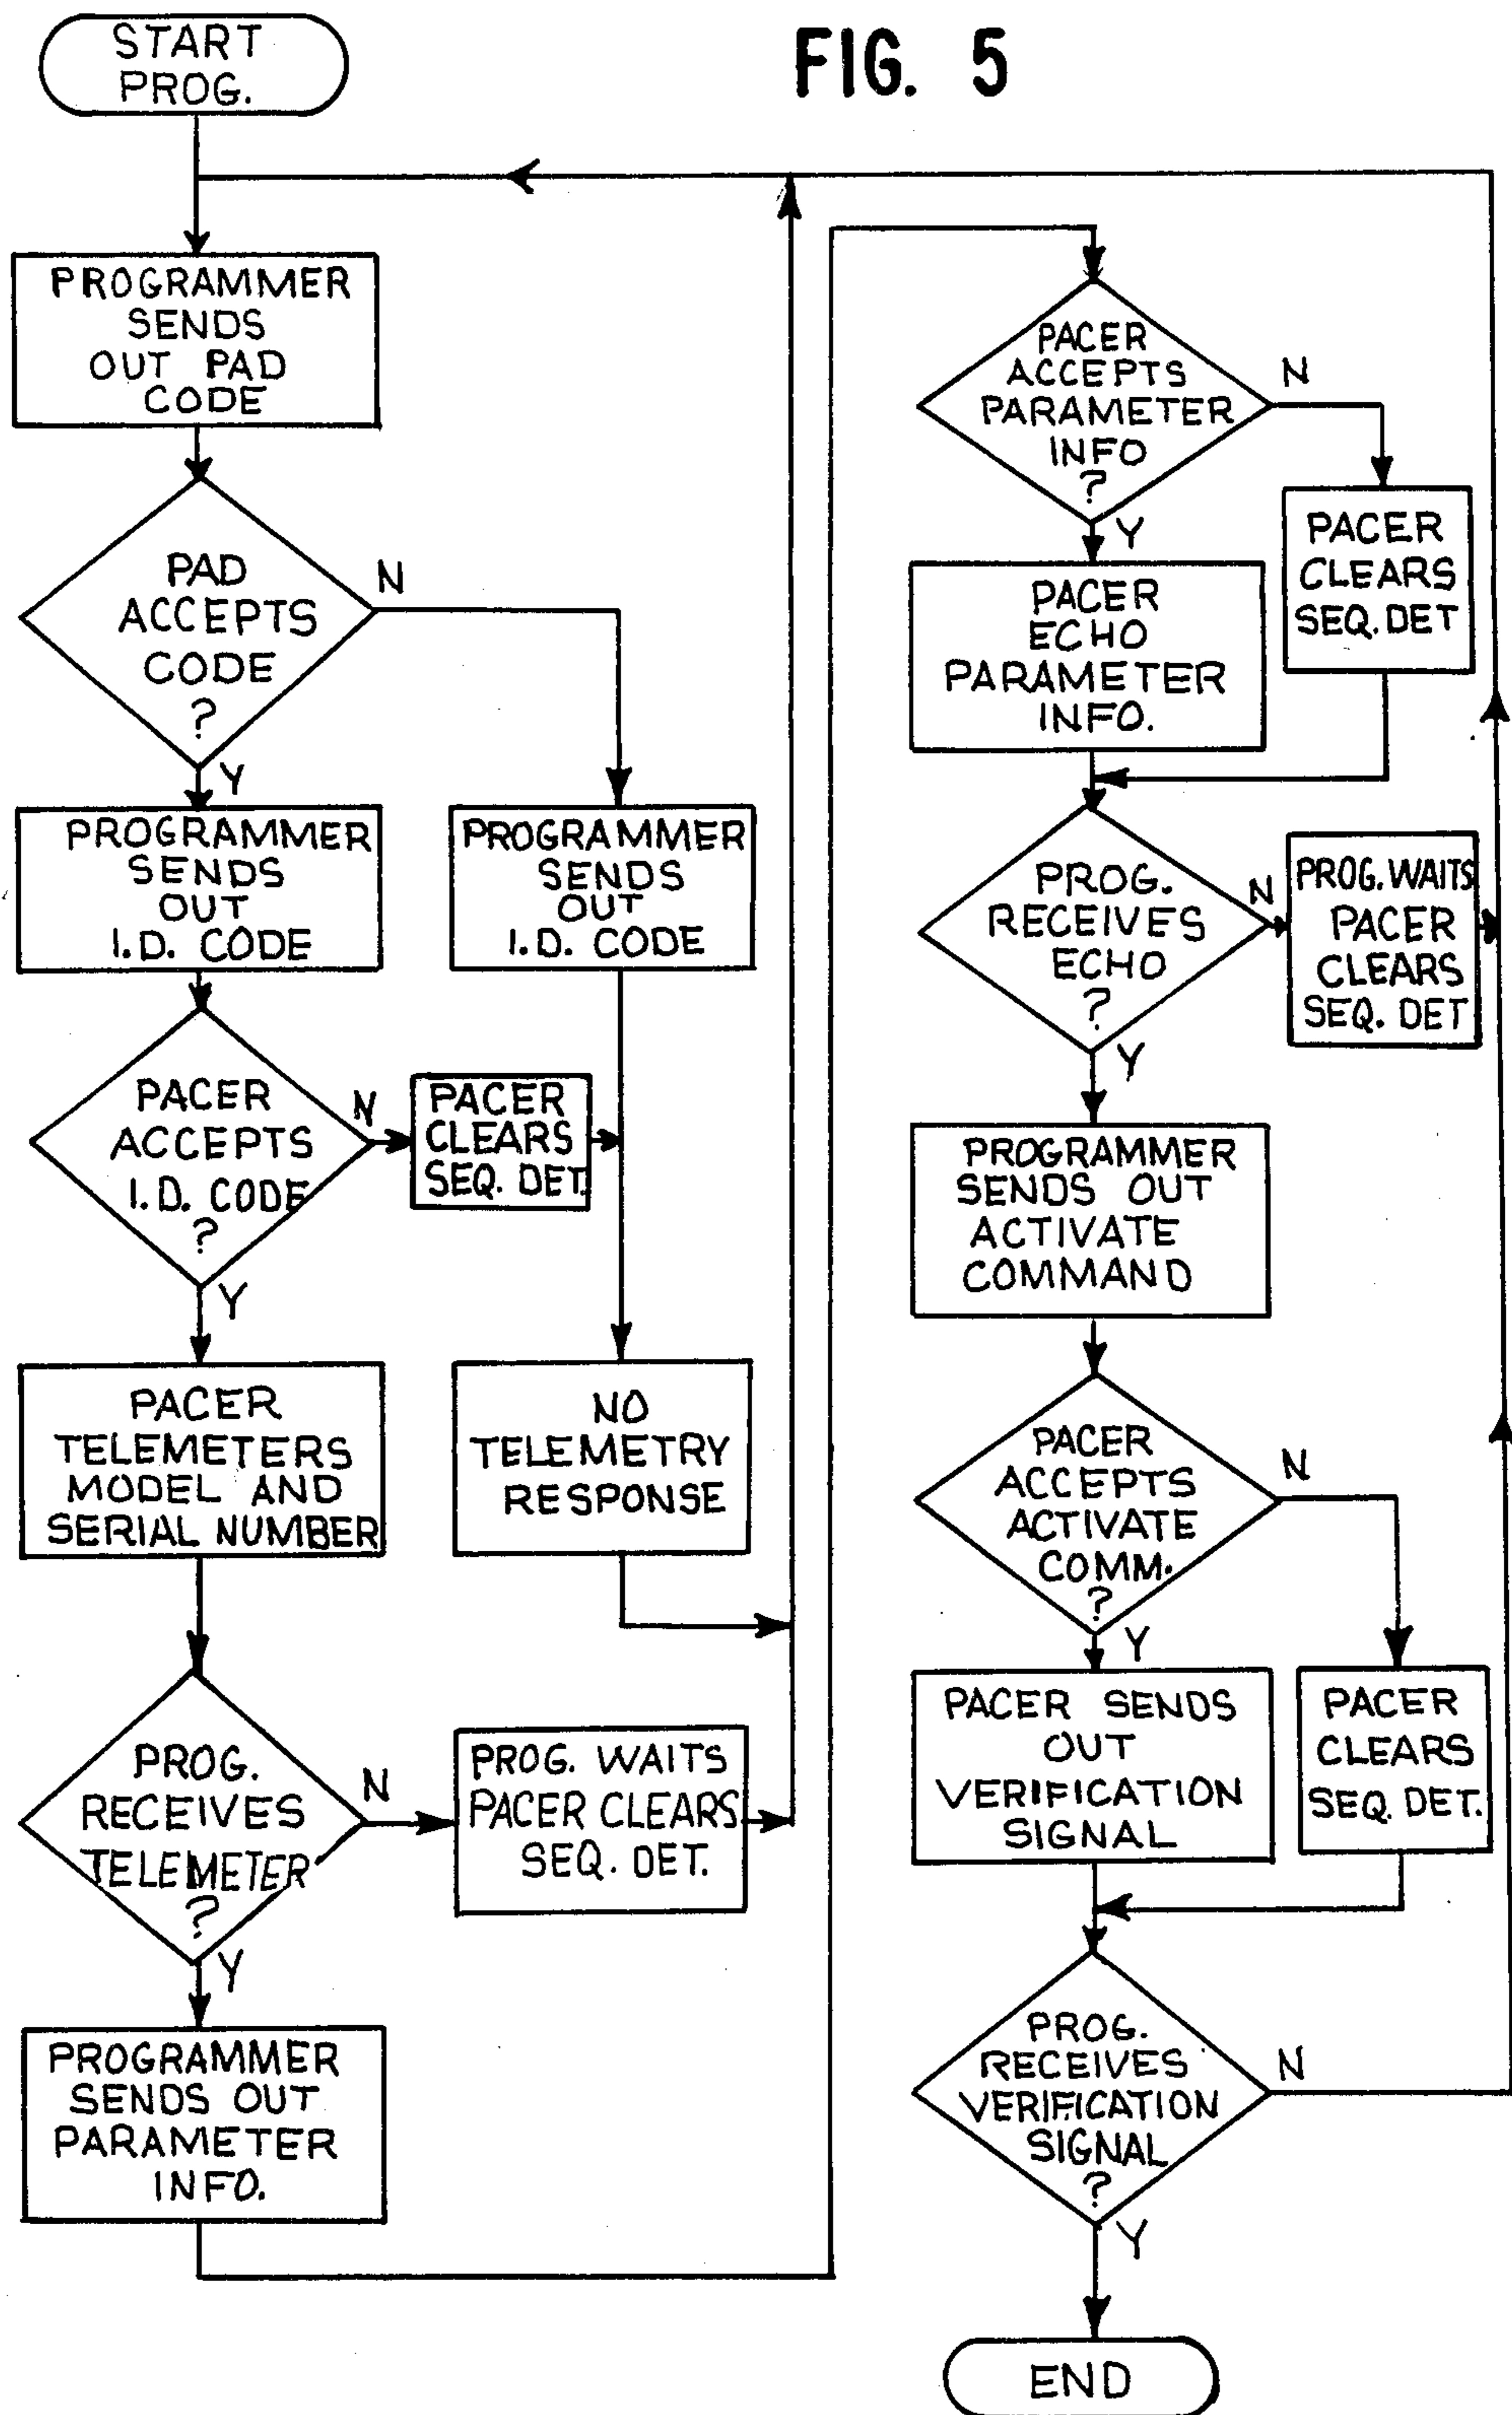 FIG. 5
START
PROG.
PROGRAMMER
SENDS
OUT PAD
CODE
PAD
ACCEPTS
CODE
?
N
Y
PROGRAMMER
SENDS
OUT
I.D. CODE
PROGRAMMER
SENDS
OUT
I.D. CODE
PACER
ACCEPTS
I.D. CODE
?
N
PACER
CLEARS
SEQ. DET.
Y
PACER
TELEMETERS
MODEL AND
SERIAL NUMBER
NO
TELEMETRY
RESPONSE
PROG.
RECEIVES
TELEMETER
?
N
PROG. WAITS
PACER CLEARS
SEQ. DET.
Y
PROGRAMMER
SENDS OUT
PARAMETER
INFO.
PACER
ACCEPTS
PARAMETER
INFO
?
N
PACER
CLEARS
SEQ. DET
Y
PACER
ECHO
PARAMETER
INFO.
PROG.
RECEIVES
ECHO
?
N
PROG. WAITS
PACER
CLEARS
SEQ. DET
Y
PROGRAMMER
SENDS OUT
ACTIVATE
COMMAND
PACER
ACCEPTS
ACTIVATE
COMM.
?
N
Y
PACER SENDS
OUT
VERIFICATION
SIGNAL
PACER
CLEARS
SEQ. DET.
PROG.
RECEIVES
VERIFICATION
SIGNAL
?
N
Y
END